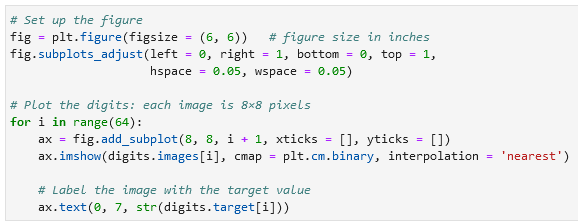 # Set up the figure
fig = plt.figure(figsize = (6, 6))   # figure size in inches
fig.subplots_adjust(left = 0, right = 1, bottom = 0, top = 1,
                    hspace = 0.05, wspace = 0.05)

# Plot the digits: each image is 8×8 pixels
for i in range(64):
    ax = fig.add_subplot(8, 8, i + 1, xticks = [], yticks = [])
    ax.imshow(digits.images[i], cmap = plt.cm.binary, interpolation = 'nearest')

    # Label the image with the target value
    ax.text(0, 7, str(digits.target[i]))